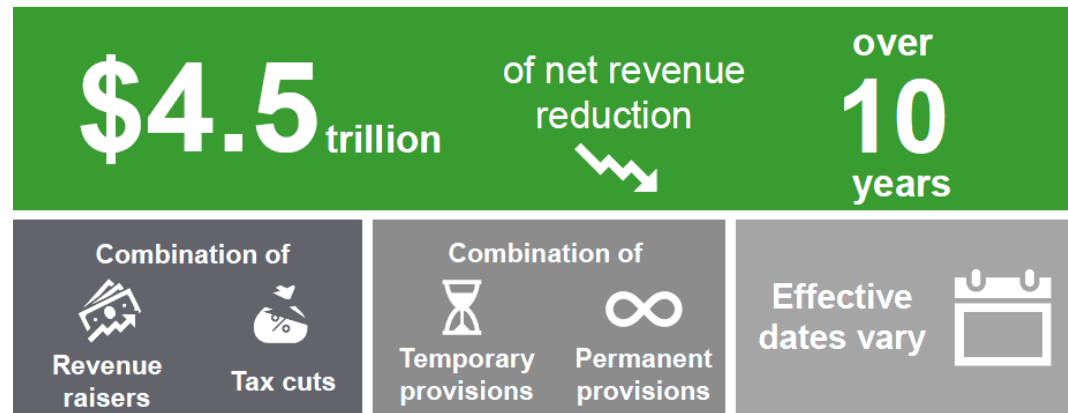 $4.5 trillion
of net revenue
reduction
over
10
years
Combination of
Revenue
raisers
%
Tax cuts
Combination of
Temporary
provisions
Permanent
provisions
Effective
dates vary